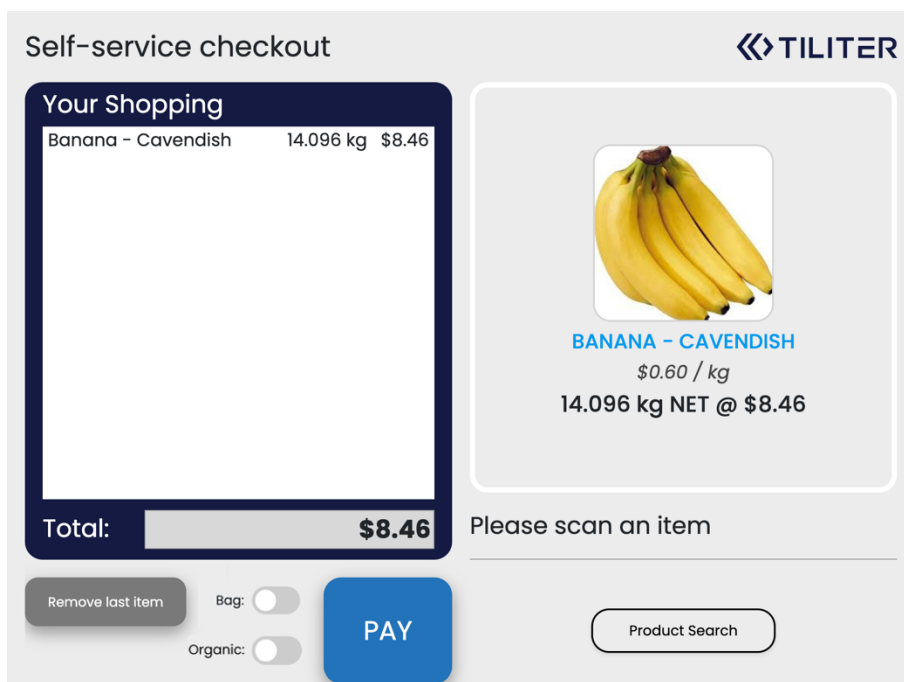 Self-service checkout
TILITER
Your Shopping
Banana - Cavendish 14.096 kg $8.46
Total: $8.46
BANANA - CAVENDISH
$0.60 / kg
14.096 kg NET @ $8.46
Please scan an item
Remove last item
Bag:
Organic:
PAY
Product Search